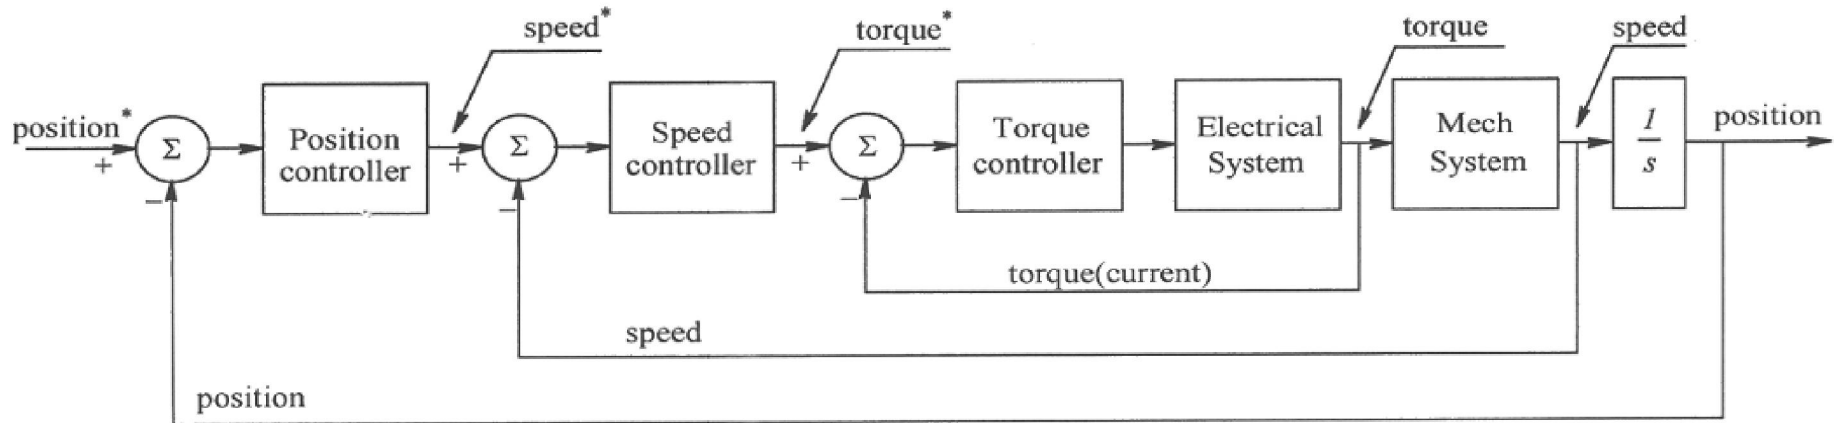 speed*
torque*
torque
speed
position*
+
−
Σ
Position
controller
+
−
Σ
Speed
controller
+
−
Σ
Torque
controller
Electrical
System
Mech
System
1
s
position
torque(current)
speed
position